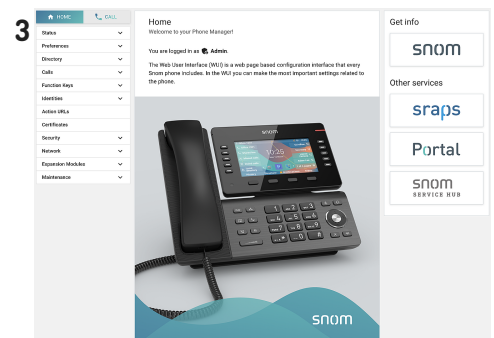 3
HOME
CALL
Status
Preferences
Directory
Calls
Function Keys
Identities
Action URLs
Certificates
Security
Network
Expansion Modules
Maintenance
Home
Welcome to your Phone Manager!
You are logged in as Admin.
The Web User Interface (WUI) is a web page based configuration interface that every
Snom phone includes. In the WUI you can make the most important settings related to
the phone.
snom
10:25
snom
Get info
snom
Other services
sraps
Portal
snom
SERVICE HUB